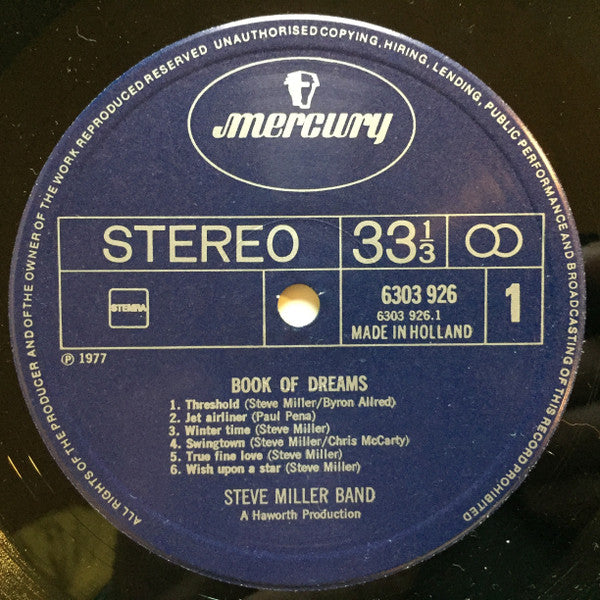 ALL RIGHTS OF THE PRODUCER AND OF THE OWNER OF THE WORK REPRODUCED RESERVED UNAUTHORISED COPYING, HIRING, LENDING, PUBLIC PERFORMANCE AND BROADCASTING OF THIS RECORD PROHIBITED
mercury
STEREO 33 1/3
STEMRA
6303 926 1
6303 926.1
MADE IN HOLLAND
℗ 1977
BOOK OF DREAMS
1. Threshold (Steve Miller/Byron Allred)
2. Jet airliner (Paul Pena)
3. Winter time (Steve Miller)
4. Swingtown (Steve Miller/Chris McCarty)
5. True fine love (Steve Miller)
6. Wish upon a star (Steve Miller)
STEVE MILLER BAND
A Haworth Production